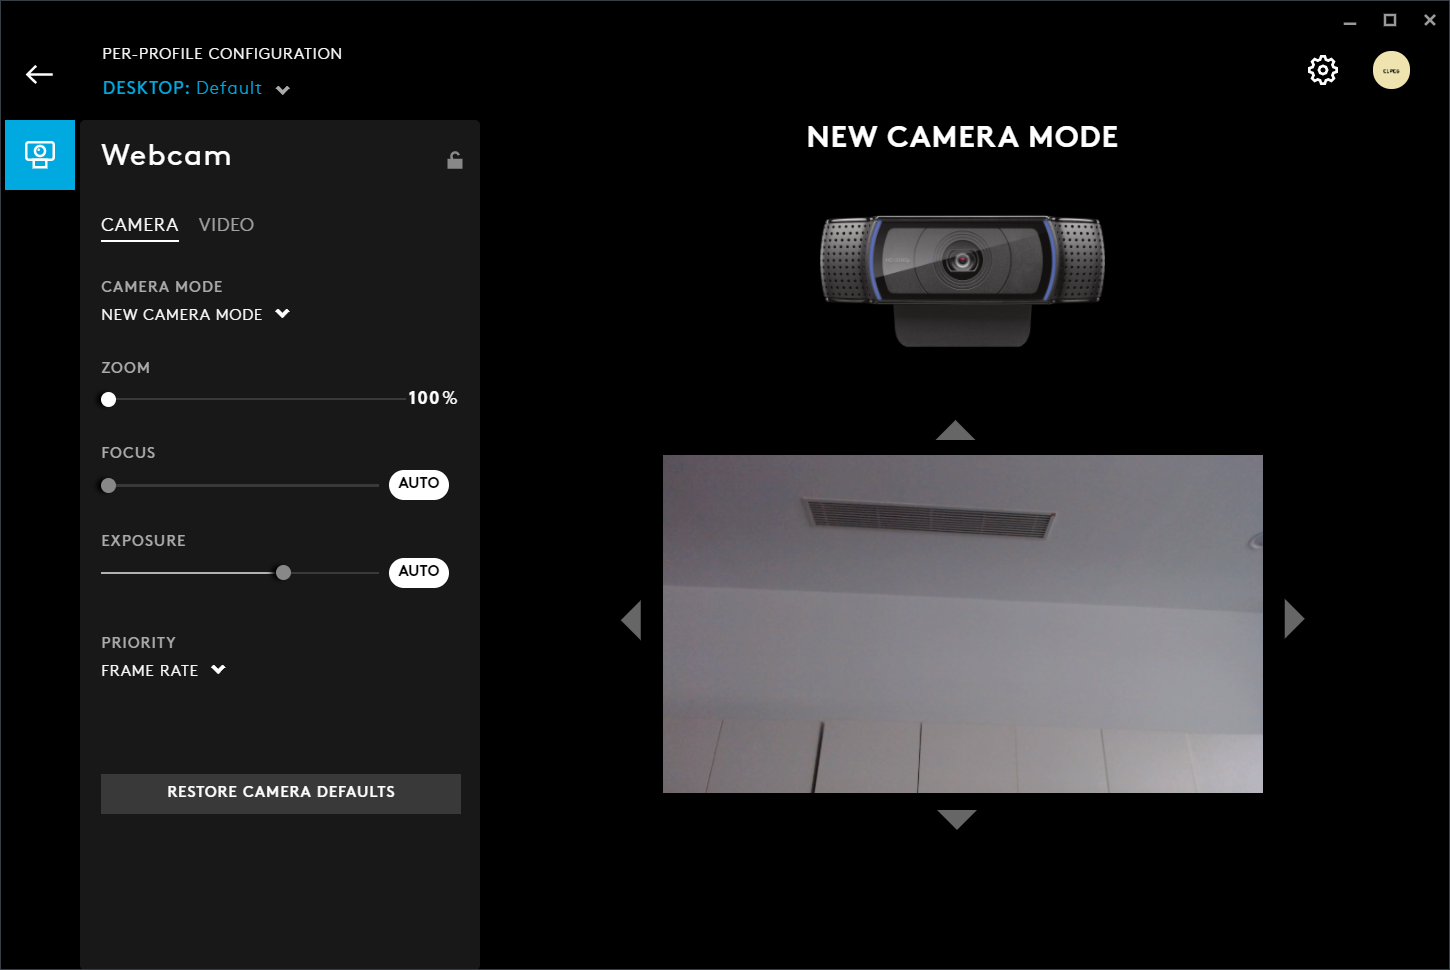 PER-PROFILE CONFIGURATION
DESKTOP: Default
Webcam
CAMERA VIDEO
CAMERA MODE
NEW CAMERA MODE
ZOOM
100%
FOCUS
AUTO
EXPOSURE
AUTO
PRIORITY
FRAME RATE
RESTORE CAMERA DEFAULTS
NEW CAMERA MODE